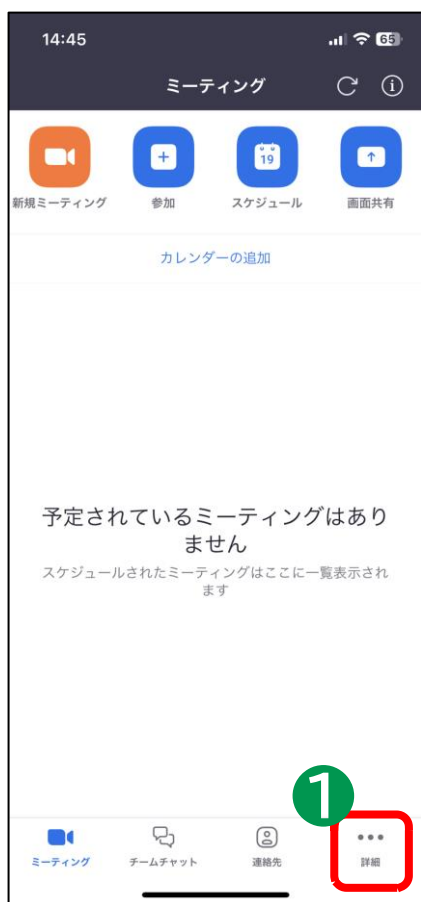 14:45
65
ミーティング
19
新規ミーティング
参加
スケジュール
画面共有
カレンダーの追加
予定されているミーティングはあり
ません
スケジュールされたミーティングはここに一覧表示され
ます
1
ミーティング
チームチャット
連絡先
詳細